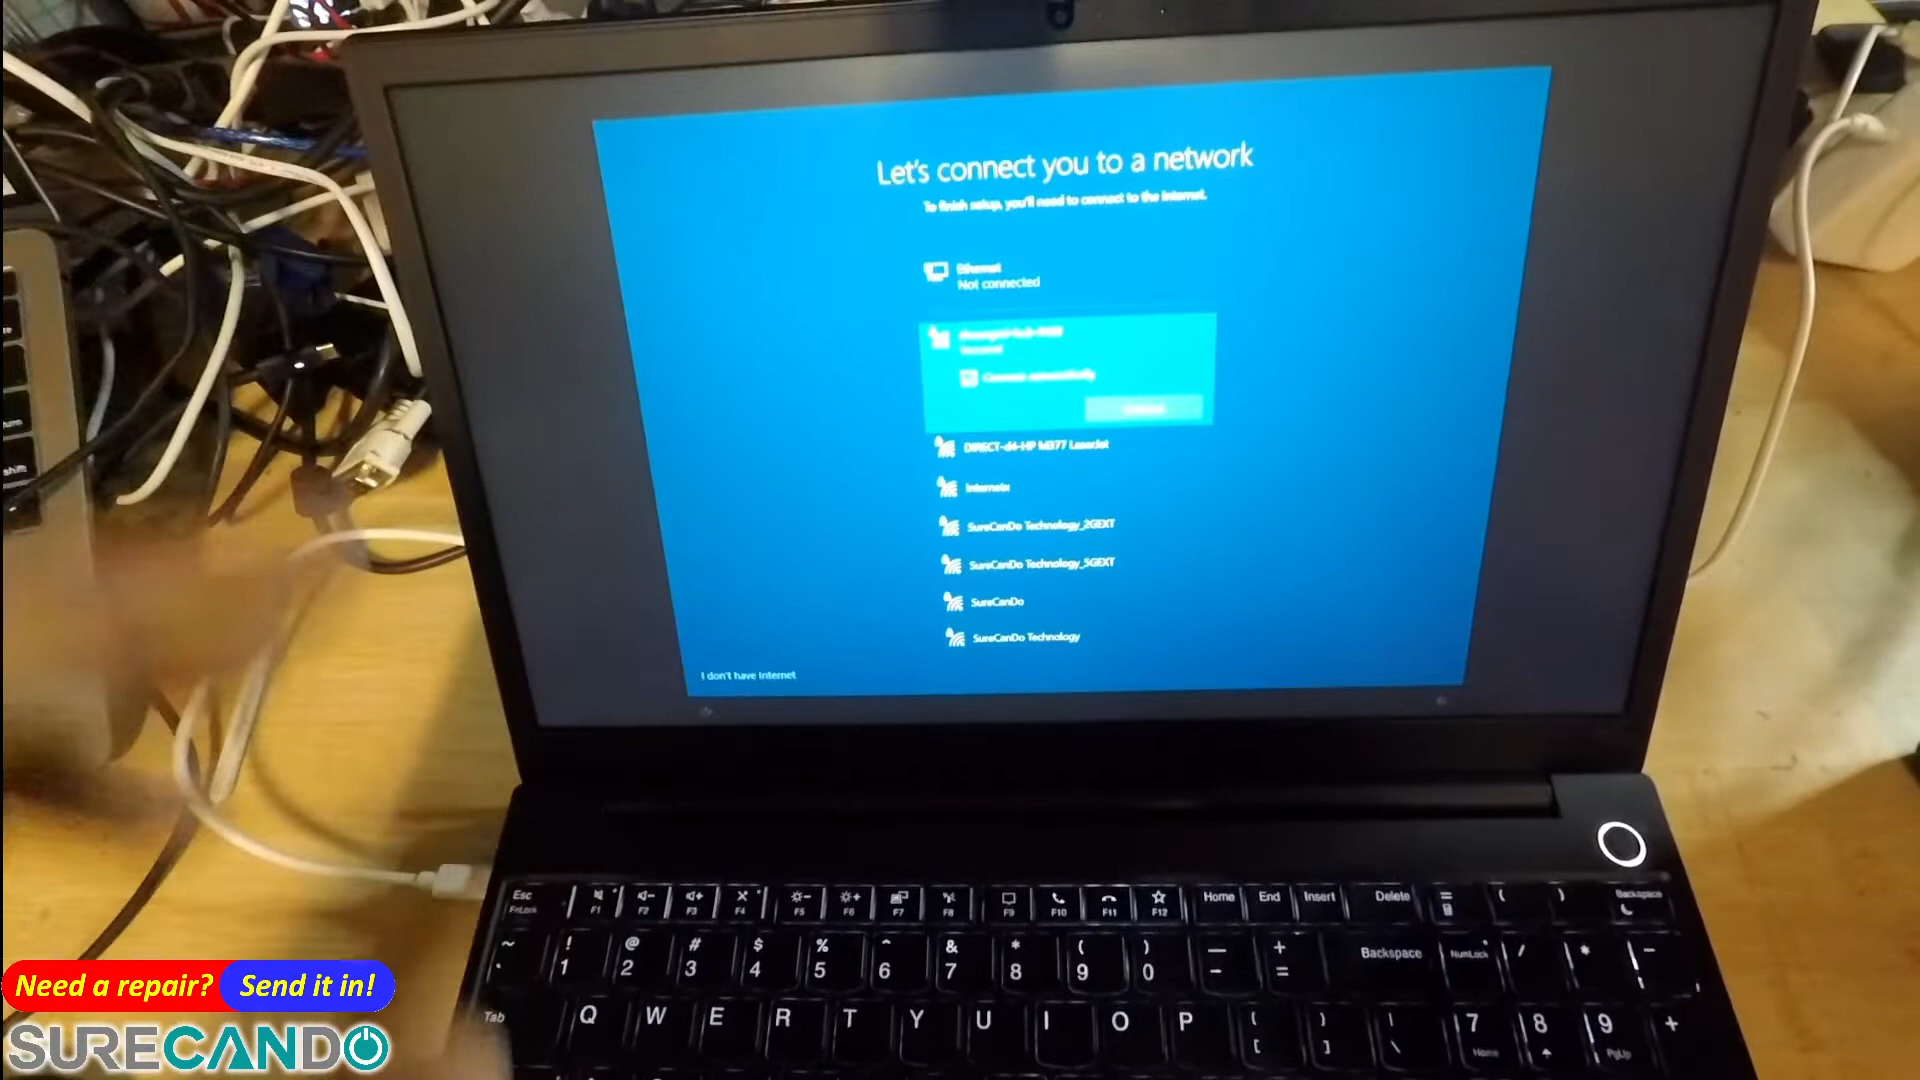 Let's connect you to a network
To finish setup, you'll need to connect to the Internet.
Ethernet
Not connected
Secured
Connect automatically
DIRECT-d4-HP M377 LaserJet
SureCanDo Technology_2GEXT
SureCanDo Technology_5GEXT
SureCanDo
SureCanDo Technology
I don't have Internet
Esc F1 F2 F3 F4 F5 F6 F7 F8 F9 F10 F11 F12 Home End Insert Delete ( ) Backspace
FnLock
~ ! @ # $ % ^ & * ( ) — + Backspace NumLock / * -
` 1 2 3 4 5 6 7 8 9 0 - =
Tab Q W E R T Y U I O P { } | 7 8 9 +
[ ] \ Home PgUp
shift
Need a repair? Send it in!
SURECANDO